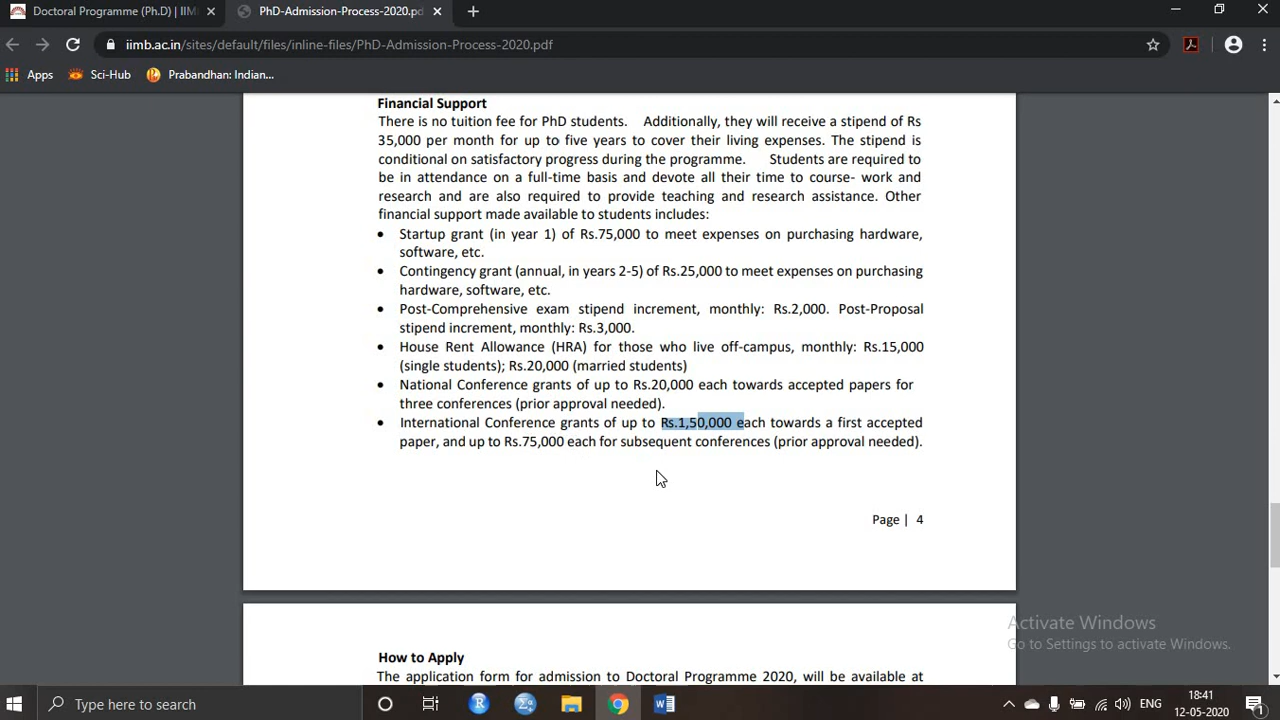 Doctoral Programme (Ph.D) | IIM
PhD-Admission-Process-2020.pd
iimb.ac.in/sites/default/files/inline-files/PhD-Admission-Process-2020.pdf
Apps
Sci-Hub
Prabandhan: Indian...
Financial Support
There is no tuition fee for PhD students. Additionally, they will receive a stipend of Rs
35,000 per month for up to five years to cover their living expenses. The stipend is
conditional on satisfactory progress during the programme. Students are required to
be in attendance on a full-time basis and devote all their time to course- work and
research and are also required to provide teaching and research assistance. Other
financial support made available to students includes:
• Startup grant (in year 1) of Rs.75,000 to meet expenses on purchasing hardware,
software, etc.
• Contingency grant (annual, in years 2-5) of Rs.25,000 to meet expenses on purchasing
hardware, software, etc.
• Post-Comprehensive exam stipend increment, monthly: Rs.2,000. Post-Proposal
stipend increment, monthly: Rs.3,000.
• House Rent Allowance (HRA) for those who live off-campus, monthly: Rs.15,000
(single students); Rs.20,000 (married students)
• National Conference grants of up to Rs.20,000 each towards accepted papers for
three conferences (prior approval needed).
• International Conference grants of up to Rs.1,50,000 each towards a first accepted
paper, and up to Rs.75,000 each for subsequent conferences (prior approval needed).
Page | 4
How to Apply
The application form for admission to Doctoral Programme 2020, will be available at
Activate Windows
Go to Settings to activate Windows.
Type here to search
ENG
18:41
12-05-2020